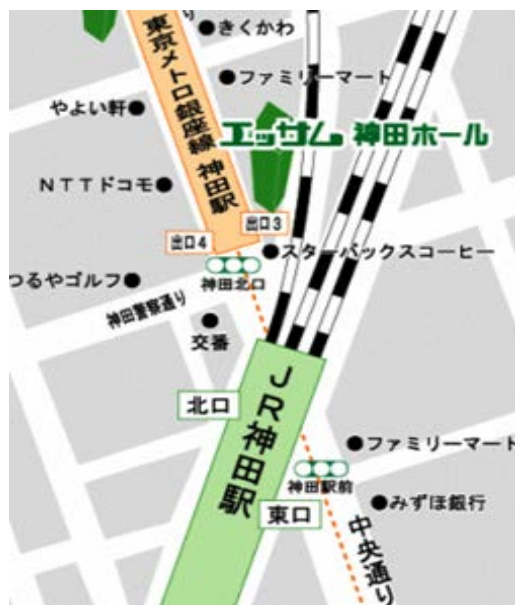 きくかわ
ファミリーマート
やよい軒
東京メトロ銀座線 神田駅
エッサム 神田ホール
NTTドコモ
出口3
出口4
スターバックスコーヒー
神田北口
つるやゴルフ
神田警察通り
交番
JR神田駅
北口
ファミリーマート
神田駅前
みずほ銀行
東口
中央通り